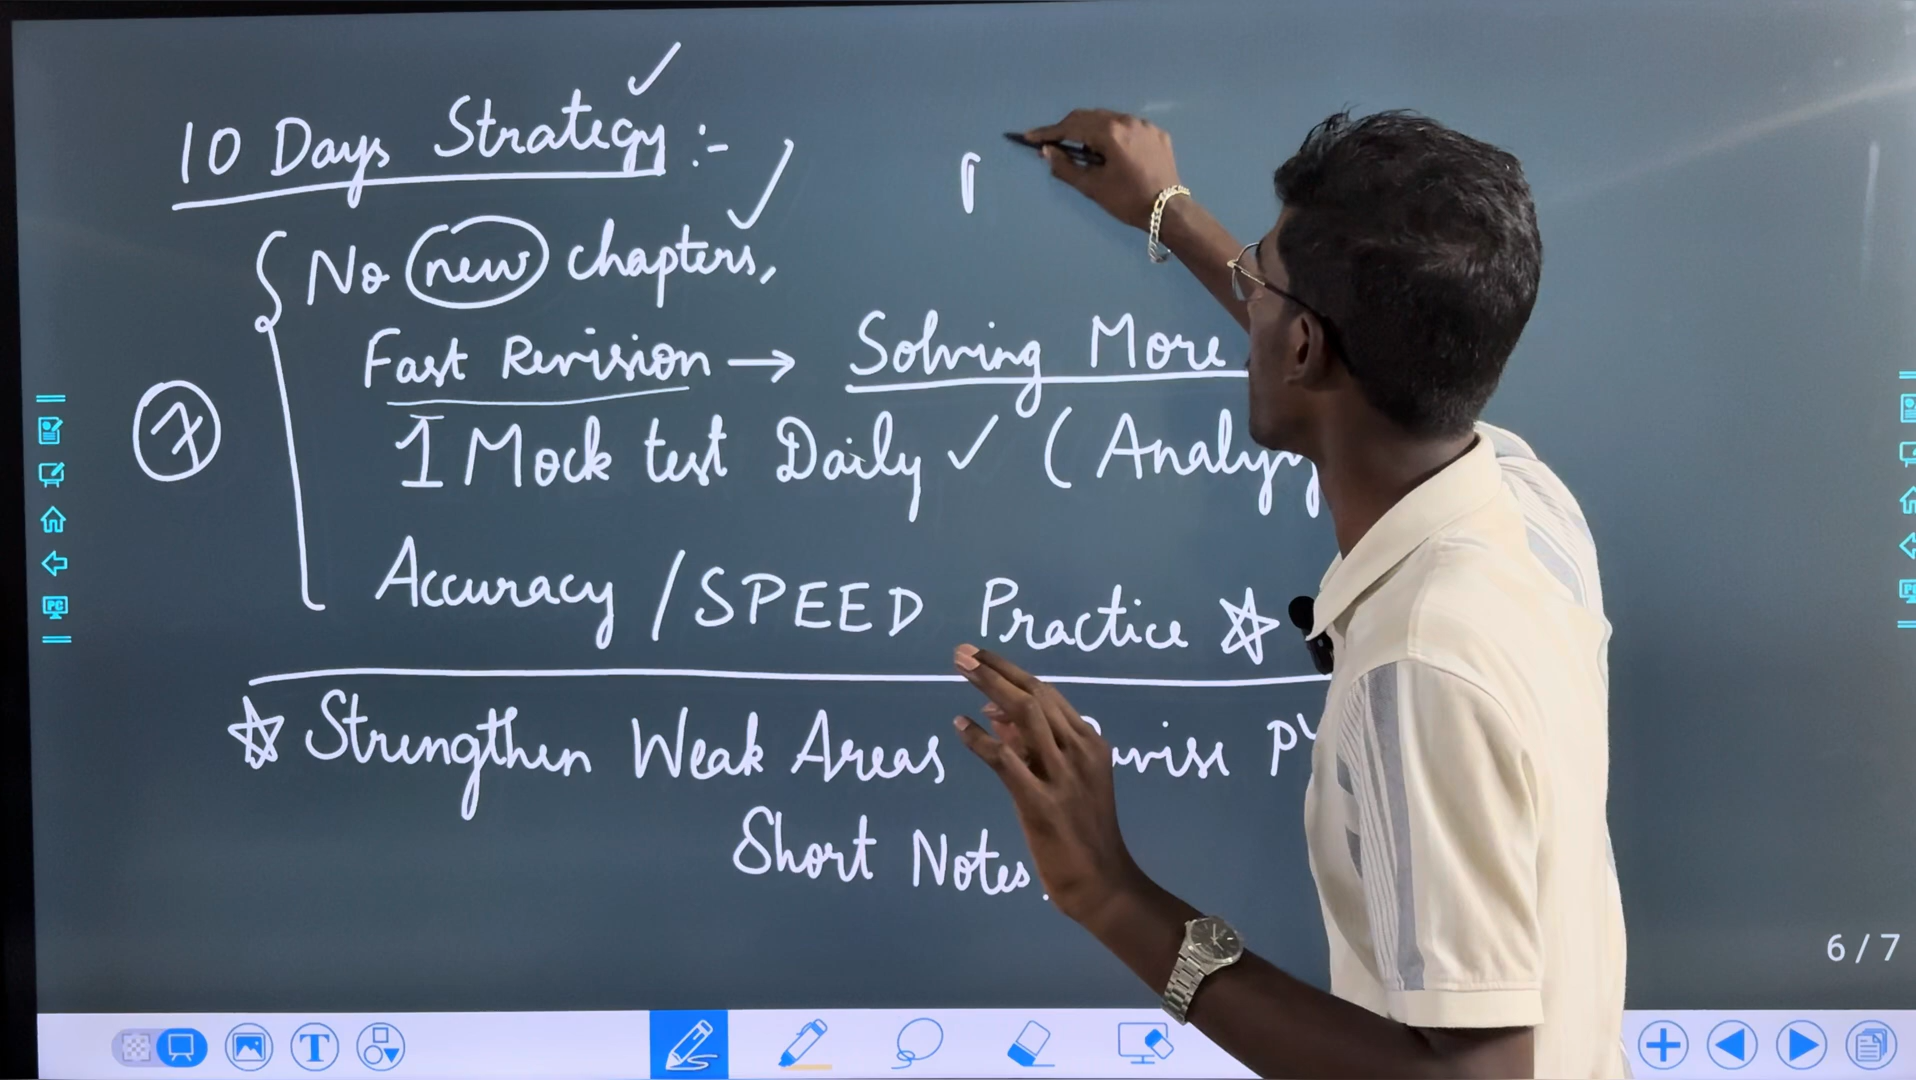 10 Days Strategy :-
No new chapters,
Fast Revision → Solving More
7
1 Mock test Daily ✓ (Analy
Accuracy / SPEED Practice ☆
☆ Strengthen Weak Areas
Short Notes.
6 / 7
PC
T